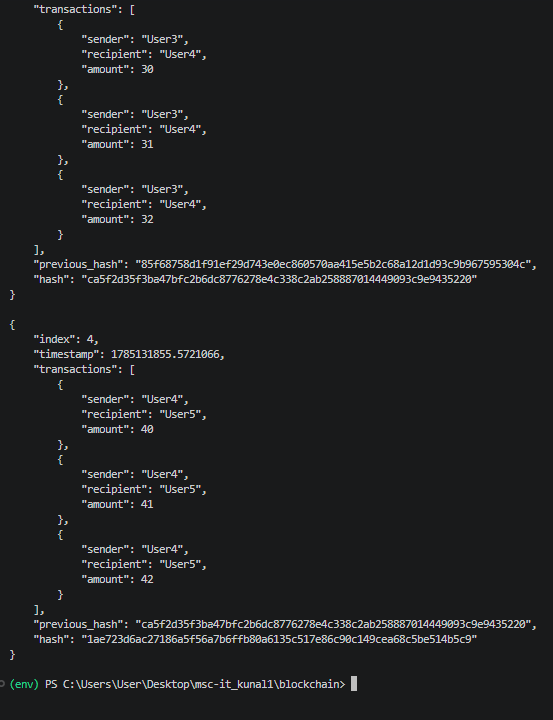 "transactions": [
{
"sender": "User3",
"recipient": "User4",
"amount": 30
},
{
"sender": "User3",
"recipient": "User4",
"amount": 31
},
{
"sender": "User3",
"recipient": "User4",
"amount": 32
}
],
"previous_hash": "85f68758d1f91ef29d743e0ec860570aa415e5b2c68a12d1d93c9b967595304c",
"hash": "ca5f2d35f3ba47bfc2b6dc8776278e4c338c2ab258887014449093c9e9435220"
}
{
"index": 4,
"timestamp": 1785131855.5721066,
"transactions": [
{
"sender": "User4",
"recipient": "User5",
"amount": 40
},
{
"sender": "User4",
"recipient": "User5",
"amount": 41
},
{
"sender": "User4",
"recipient": "User5",
"amount": 42
}
],
"previous_hash": "ca5f2d35f3ba47bfc2b6dc8776278e4c338c2ab258887014449093c9e9435220",
"hash": "1ae723d6ac27186a5f56a7b6ffb80a6135c517e86c90c149cea68c5be514b5c9"
}
(env) PS C:\Users\User\Desktop\msc-it_kunal1\blockchain>